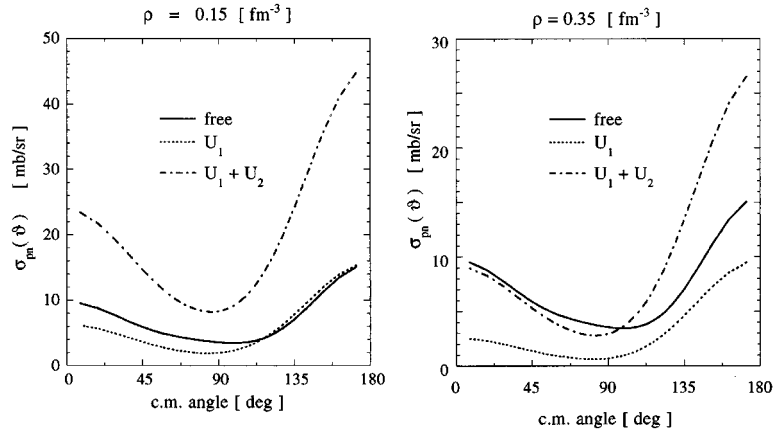 ρ = 0.15 [ fm⁻³ ]
50
40
30
20
10
0
σpn(ϑ) [ mb/sr ]
free
U₁
U₁ + U₂
0 45 90 135 180
c.m. angle [ deg ]
ρ = 0.35 [ fm⁻³ ]
30
20
10
0
σpn(ϑ) [ mb/sr ]
free
U₁
U₁ + U₂
0 45 90 135 180
c.m. angle [ deg ]